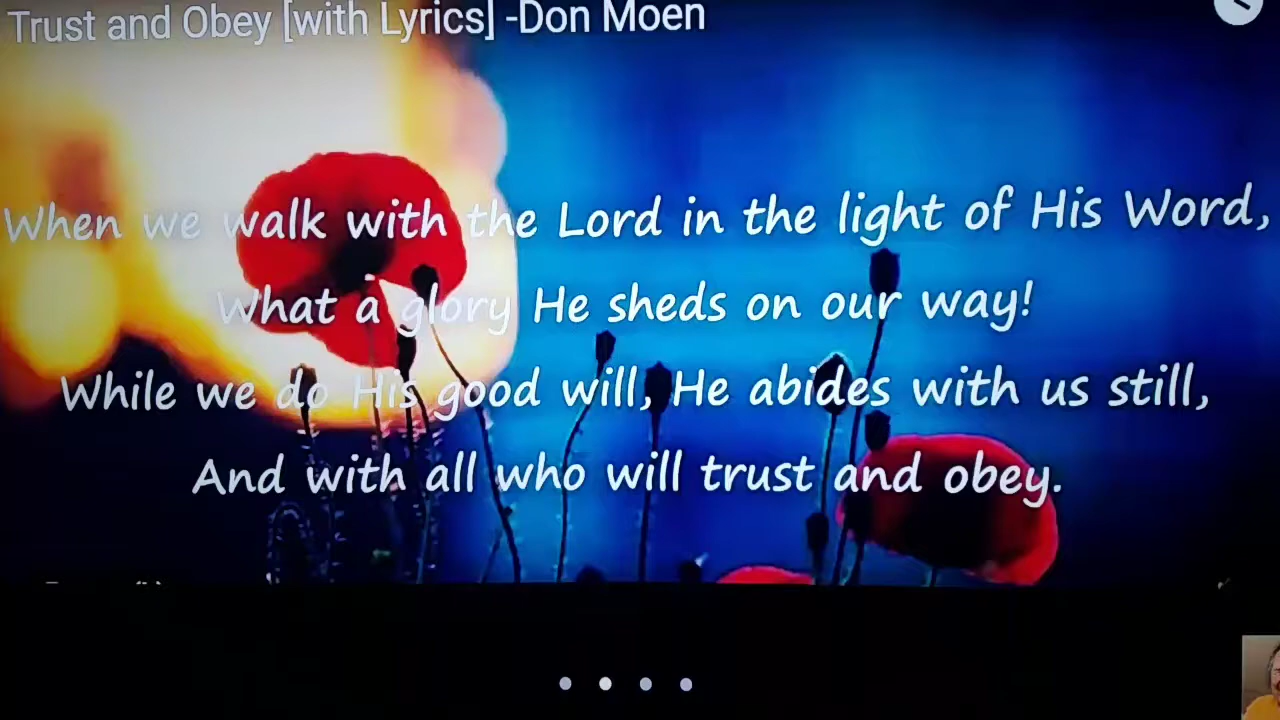 Trust and Obey [with Lyrics] -Don Moen
When we walk with the Lord in the light of His Word,
What a glory He sheds on our way!
While we do His good will, He abides with us still,
And with all who will trust and obey.